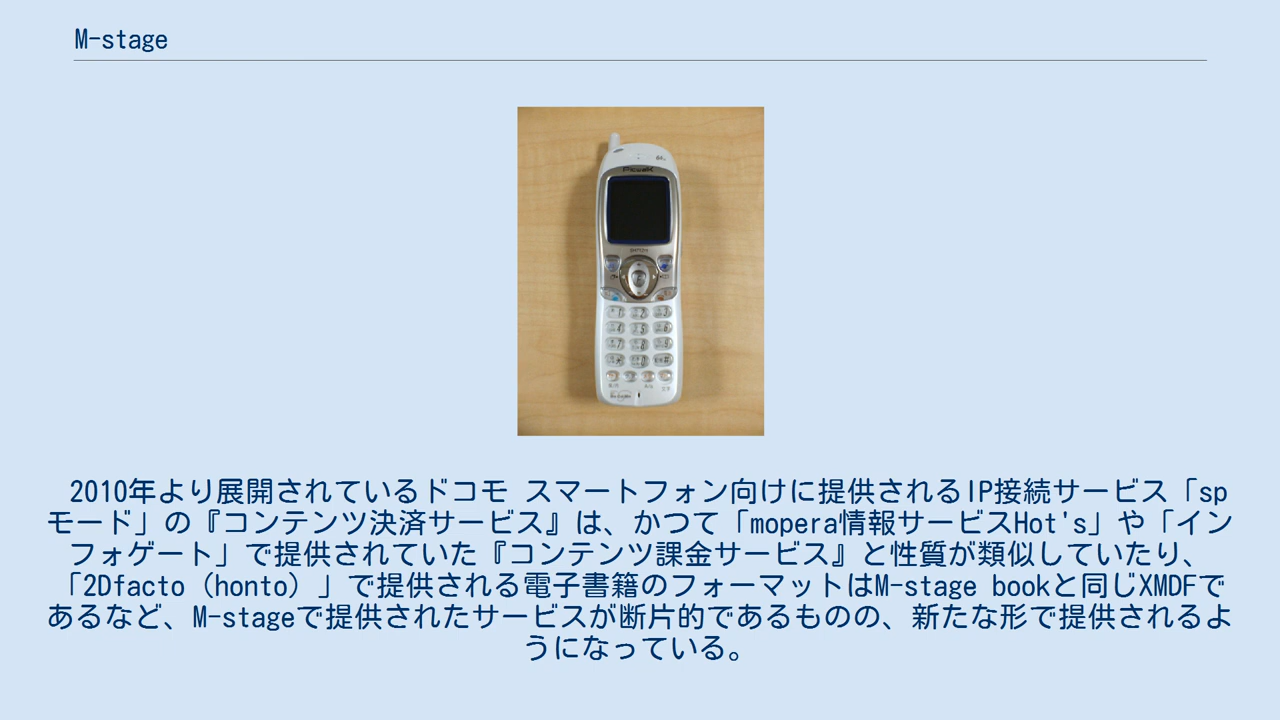 M-stage
Picwalk
2010年より展開されているドコモ スマートフォン向けに提供されるIP接続サービス「sp
モード」の『コンテンツ決済サービス』は、かつて「mopera情報サービスHot's」や「イン
フォゲート」で提供されていた『コンテンツ課金サービス』と性質が類似していたり、
「2Dfacto（honto）」で提供される電子書籍のフォーマットはM-stage bookと同じXMDFで
あるなど、M-stageで提供されたサービスが断片的であるものの、新たな形で提供されるよ
うになっている。